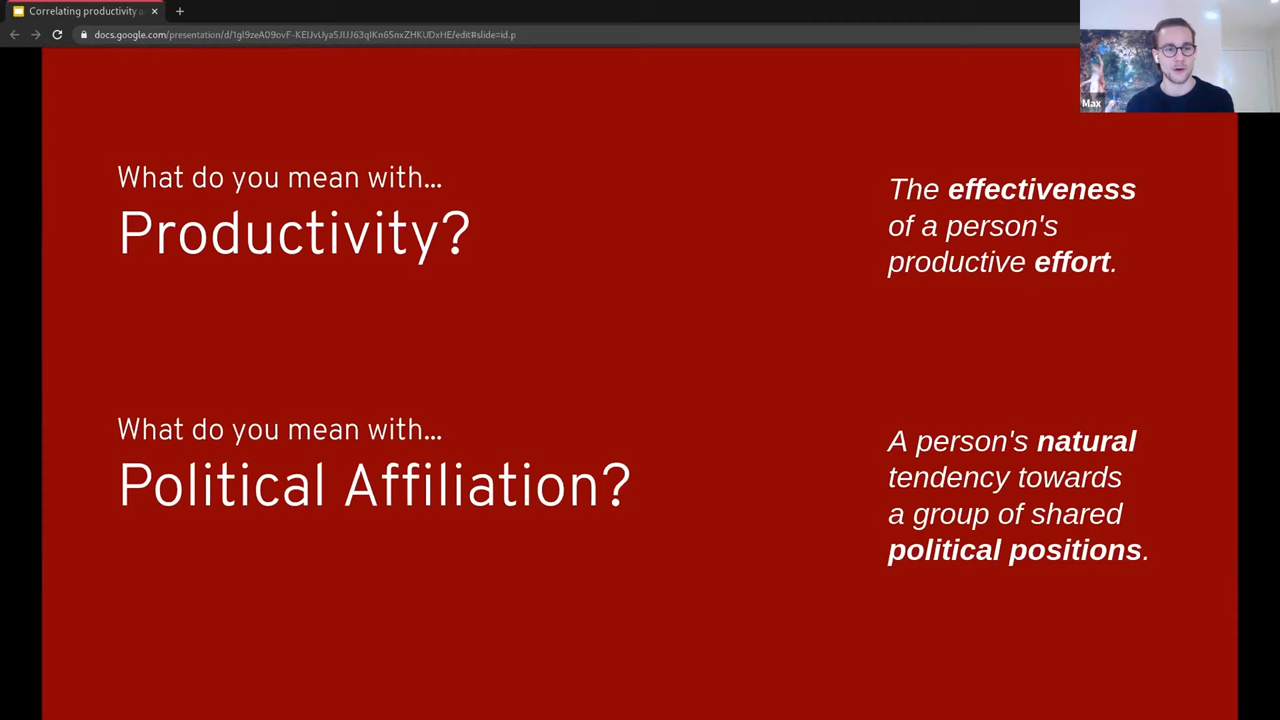 Correlating productivity a
docs.google.com/presentation/d/1gl9zeA09ovF-KEIJvUya5JIJJ63qIKn65nxZHKUDxHE/edit#slide=id.p
Max
What do you mean with...
Productivity?
The effectiveness
of a person's
productive effort.
What do you mean with...
Political Affiliation?
A person's natural
tendency towards
a group of shared
political positions.